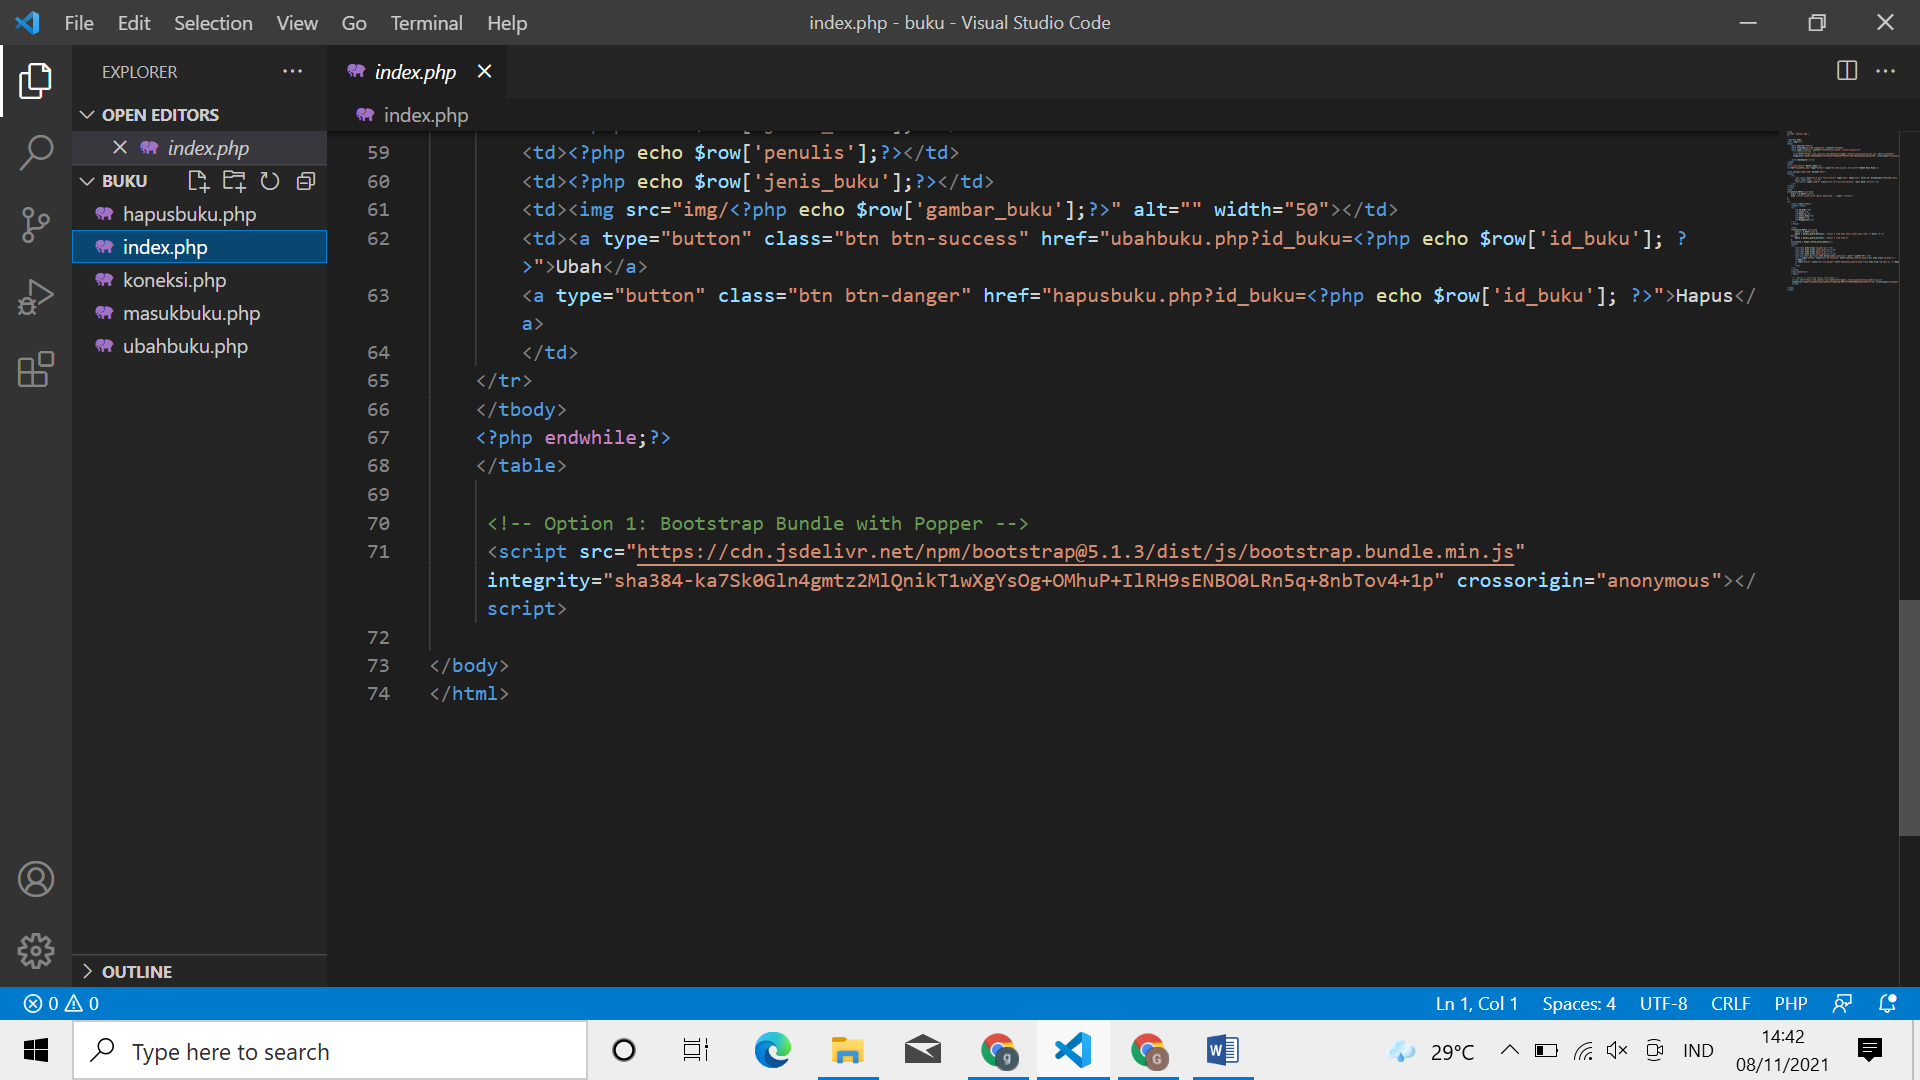 File Edit Selection View Go Terminal Help
index.php - buku - Visual Studio Code
EXPLORER
OPEN EDITORS
index.php
BUKU
hapusbuku.php
index.php
koneksi.php
masukbuku.php
ubahbuku.php
OUTLINE
index.php
index.php
59 <td><?php echo $row['penulis'];?></td>
60 <td><?php echo $row['jenis_buku'];?></td>
61 <td><img src="img/<?php echo $row['gambar_buku'];?>" alt="" width="50"></td>
62 <td><a type="button" class="btn btn-success" href="ubahbuku.php?id_buku=<?php echo $row['id_buku']; ?
>">Ubah</a>
63 <a type="button" class="btn btn-danger" href="hapusbuku.php?id_buku=<?php echo $row['id_buku']; ?>">Hapus</
a>
64 </td>
65 </tr>
66 </tbody>
67 <?php endwhile;?>
68 </table>
69
70 <!-- Option 1: Bootstrap Bundle with Popper -->
71 <script src="https://cdn.jsdelivr.net/npm/bootstrap@5.1.3/dist/js/bootstrap.bundle.min.js"
integrity="sha384-ka7Sk0Gln4gmtz2MlQnikT1wXgYsOg+OMhuP+IlRH9sENBO0LRn5q+8nbTov4+1p" crossorigin="anonymous"></
script>
72
73 </body>
74 </html>
0 0
Ln 1, Col 1 Spaces: 4 UTF-8 CRLF PHP
Type here to search
29°C IND
14:42
08/11/2021